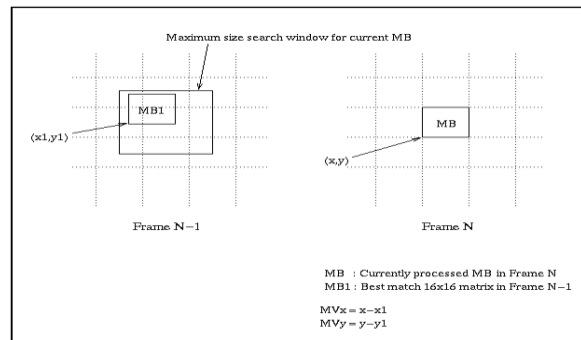 Maximum size search window for current MB
MB1
MB
(x1,y1)
(x,y)
Frame N-1
Frame N
MB : Currently processed MB in Frame N
MB1 : Best match 16x16 matrix in Frame N-1
MVx = x-x1
MVy = y-y1